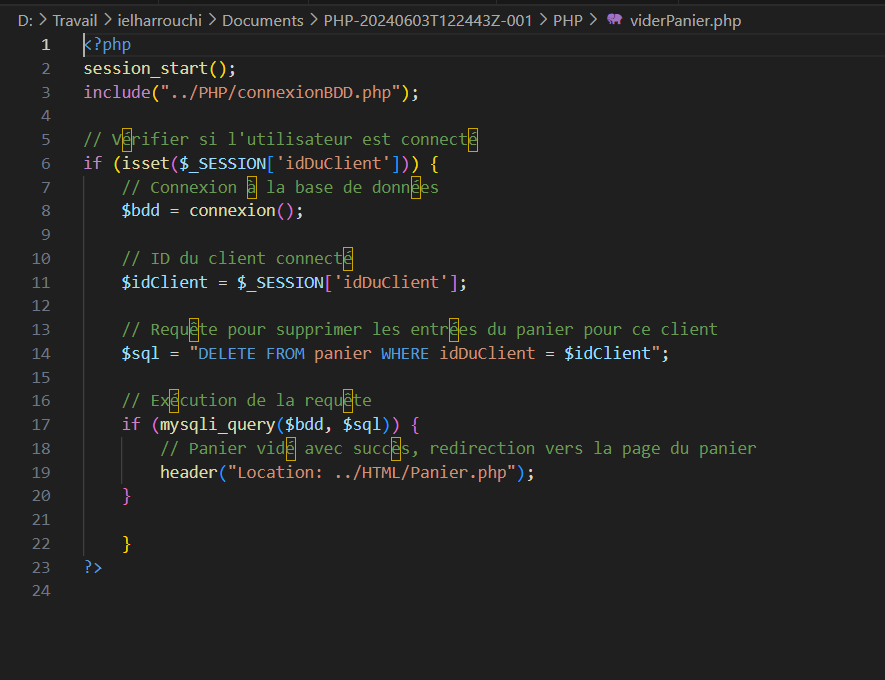 D: > Travail > ielharrouchi > Documents > PHP-20240603T122443Z-001 > PHP > viderPanier.php
1 <?php
2 session_start();
3 include("../PHP/connexionBDD.php");
4
5 // Vérifier si l'utilisateur est connecté
6 if (isset($_SESSION['idDuClient'])) {
7     // Connexion à la base de données
8     $bdd = connexion();
9
10     // ID du client connecté
11     $idClient = $_SESSION['idDuClient'];
12
13     // Requête pour supprimer les entrées du panier pour ce client
14     $sql = "DELETE FROM panier WHERE idDuClient = $idClient";
15
16     // Exécution de la requête
17     if (mysqli_query($bdd, $sql)) {
18         // Panier vidé avec succès, redirection vers la page du panier
19         header("Location: ../HTML/Panier.php");
20     }
21
22     }
23 ?>
24